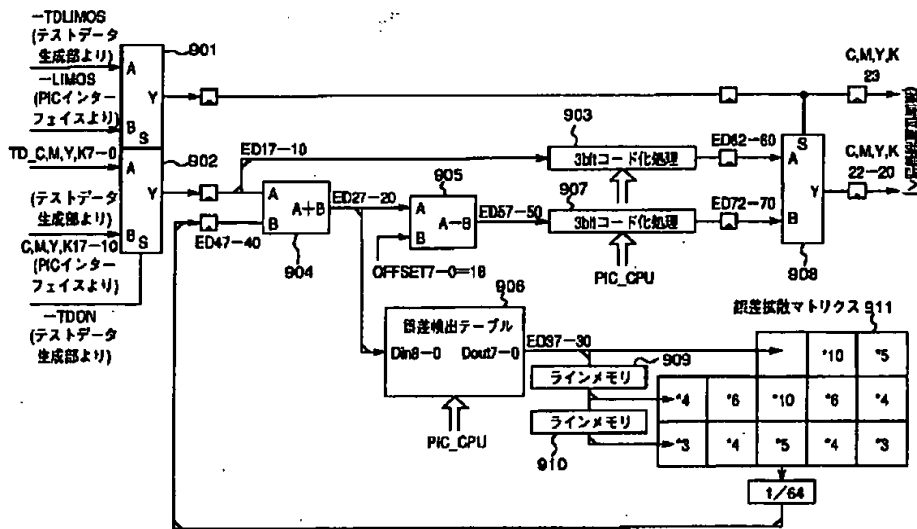 −TDLIMOS
(テストデータ
生成部より)
−LIMOS
(PICインター
フェイスより)
A
Y
B
S
901
TD_C,M,Y,K7−0
(テストデータ
生成部より)
C,M,Y,K17−10
(PICインター
フェイスより)
−TDON
(テストデータ
生成部より)
A
Y
B
S
902
ED17−10
ED47−40
A
B
A+B
904
ED27−20
905
A
B
A−B
OFFSET7−0=16
ED57−50
903
3bitコード化処理
907
3bitコード化処理
PIC_CPU
ED62−60
ED72−70
S
A
Y
B
908
C,M,Y,K
23
C,M,Y,K
22−20
906
誤差検出テーブル
Din8−0
Dout7−0
PIC_CPU
ED37−30
909
ラインメモリ
ラインメモリ
910
誤差拡散マトリクス
911
*10
*5
*4
*6
*10
*6
*4
*3
*4
*5
*4
*3
1/64